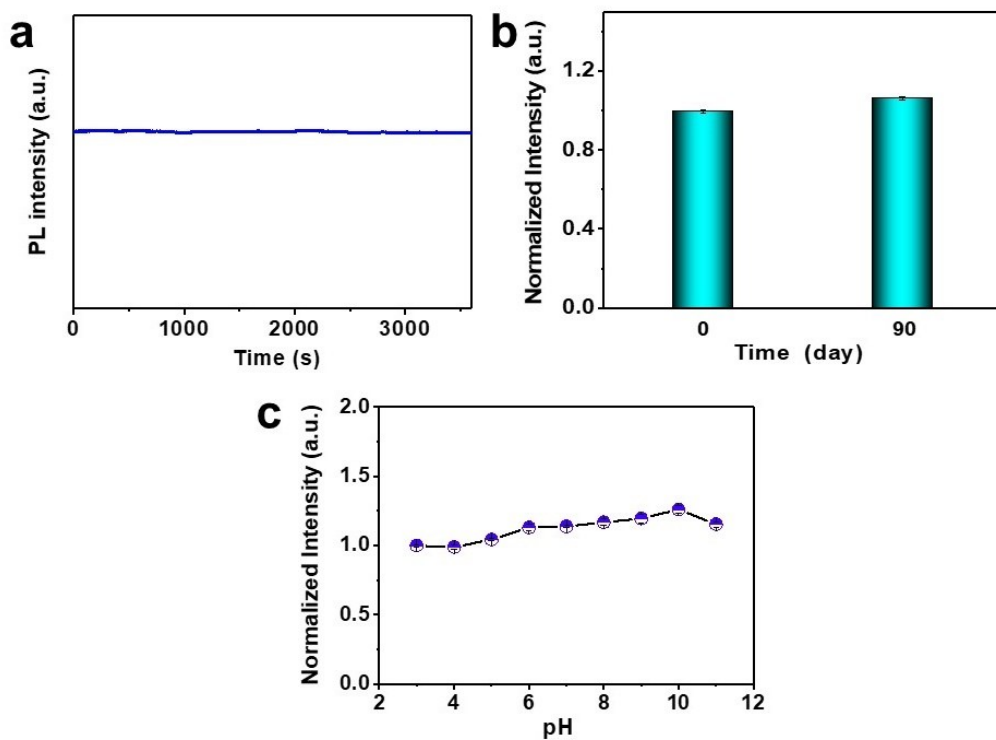 a
PL intensity (a.u.)
0 1000 2000 3000
Time (s)
b
Normalized Intensity (a.u.)
1.2
0.8
0.4
0.0
0 90
Time (day)
c
Normalized Intensity (a.u.)
2.0
1.5
1.0
0.5
0.0
2 4 6 8 10 12
pH